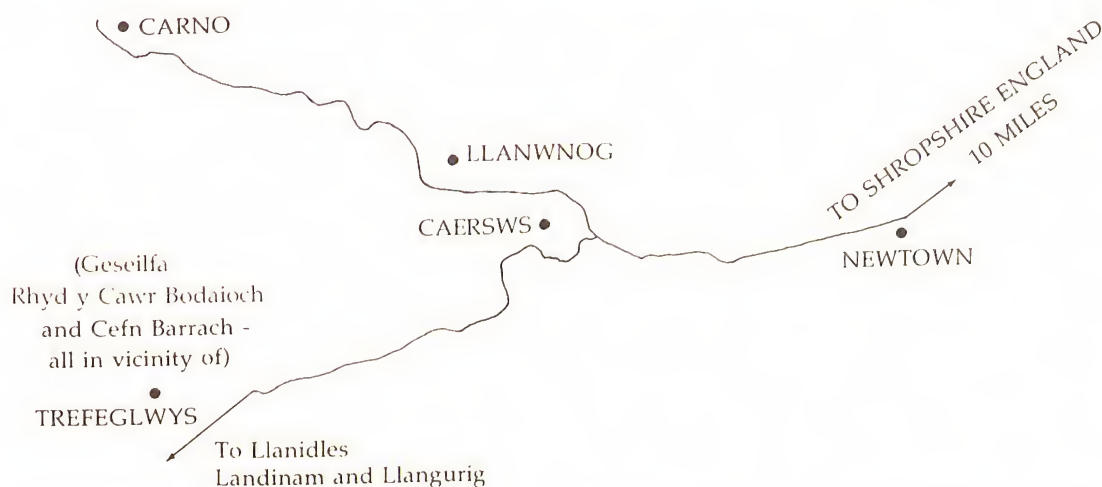 CARNO
LLANWNOG
CAERSWS
TO SHROPSHIRE ENGLAND
10 MILES
NEWTOWN
(Geseilfa
Rhyd y Cawr Bodaioch
and Cefn Barrach -
all in vicinity of)
TREFEGLWYS
To Llanidles
Landinam and Llangurig